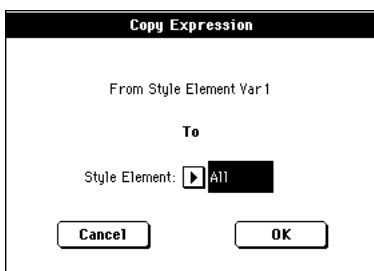 Copy Expression
From Style Element Var1
To
Style Element: All
Cancel OK